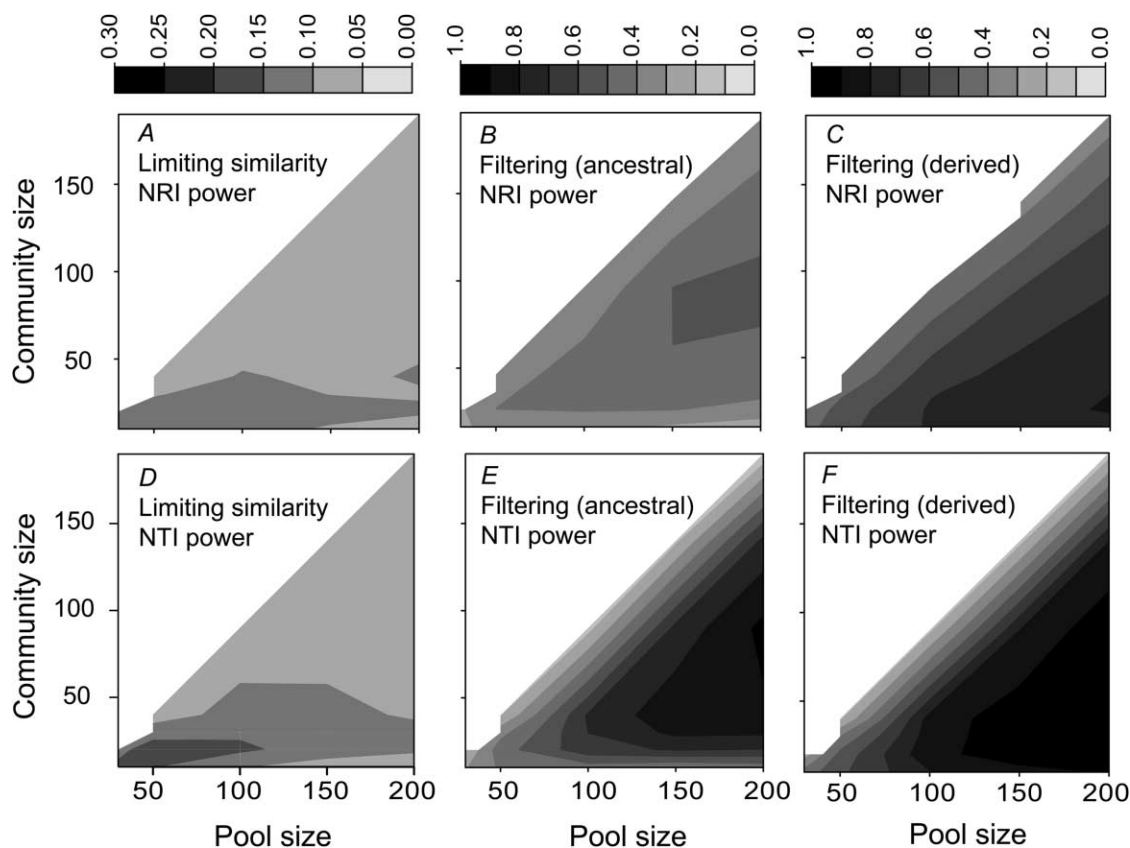 0.30 0.25 0.20 0.15 0.10 0.05 0.00
1.0 0.8 0.6 0.4 0.2 0.0
1.0 0.8 0.6 0.4 0.2 0.0
A
Limiting similarity
NRI power
B
Filtering (ancestral)
NRI power
C
Filtering (derived)
NRI power
Community size
150
100
50
D
Limiting similarity
NTI power
E
Filtering (ancestral)
NTI power
F
Filtering (derived)
NTI power
Community size
150
100
50
50 100 150 200
50 100 150 200
50 100 150 200
Pool size
Pool size
Pool size